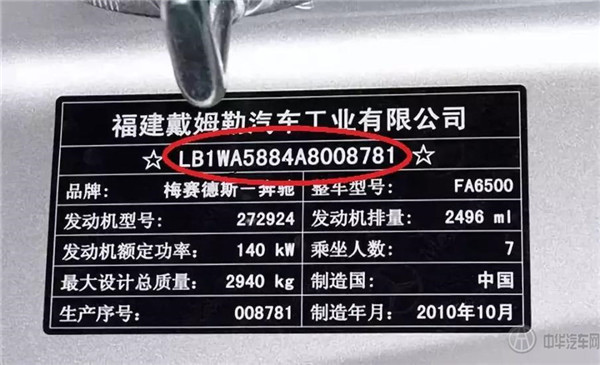 福建戴姆勒汽车工业有限公司
☆ LB1WA5884A8008781 ☆
品牌: 梅赛德斯-奔驰 整车型号: FA6500
发动机型号: 272924 发动机排量: 2496 ml
发动机额定功率: 140 kW 乘坐人数: 7
最大设计总质量: 2940 kg 制造国: 中国
生产序号: 008781 制造年月: 2010年10月
中华汽车网